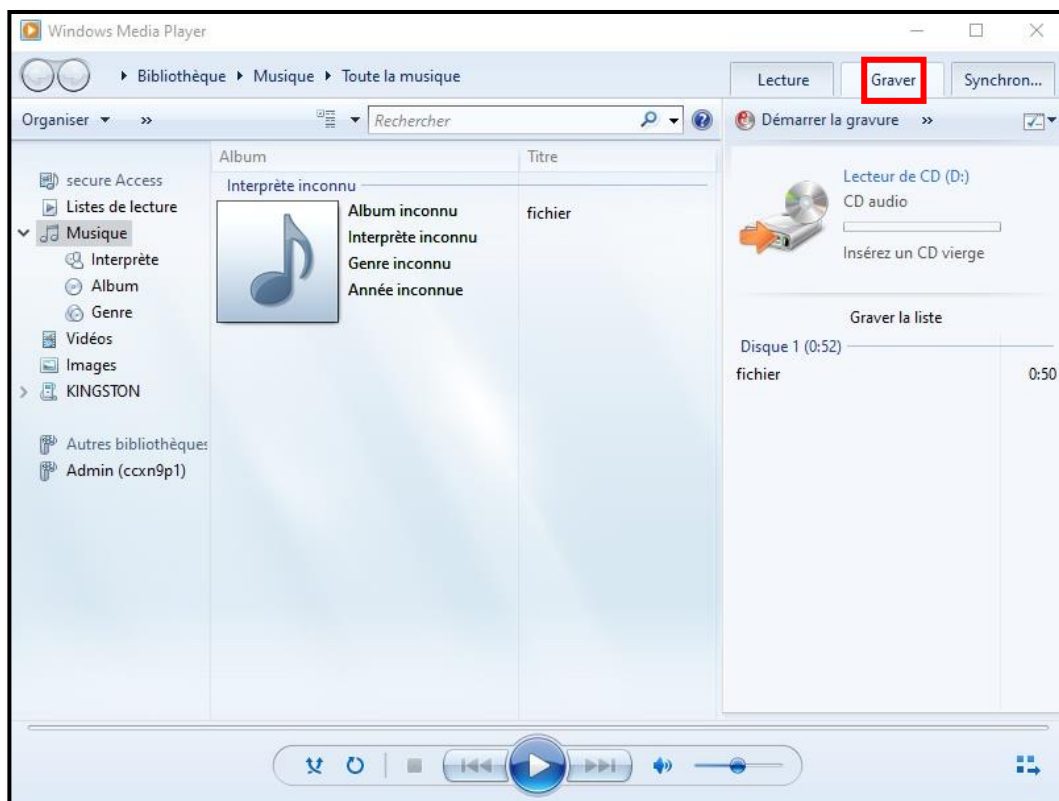 Windows Media Player
Bibliothèque Musique Toute la musique
Lecture Graver Synchron...
Organiser » Rechercher Démarrer la gravure »
Album Titre
secure Access
Listes de lecture
Musique
Interprète
Album
Genre
Vidéos
Images
KINGSTON
Autres bibliothèques
Admin (ccxn9p1)
Interprète inconnu
Album inconnu fichier
Interprète inconnu
Genre inconnu
Année inconnue
Lecteur de CD (D:)
CD audio
Insérez un CD vierge
Graver la liste
Disque 1 (0:52)
fichier 0:50